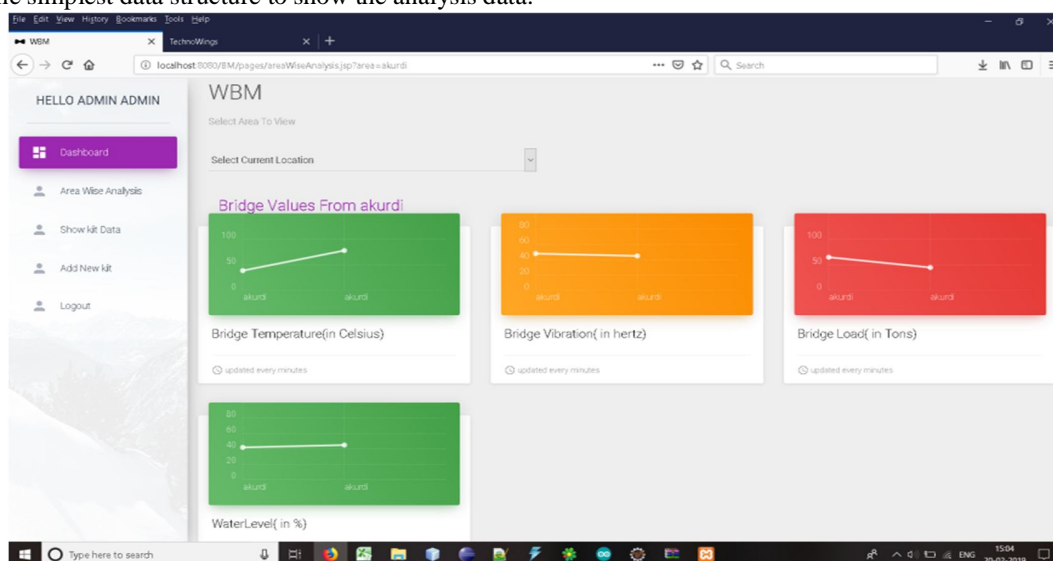 the simplest data structure to show the analysis data.
File Edit View History Bookmarks Tools Help
WBM
TechnoWings
localhost:8080/BM/pages/areaWiseAnalysis.jsp?area=akurdi
Search
HELLO ADMIN ADMIN
Dashboard
Area Wise Analysis
Show kit Data
Add New kit
Logout
WBM
Select Area To View
Select Current Location
Bridge Values From akurdi
100
50
0
akurdi akurdi
Bridge Temperature(in Celsius)
updated every minutes
80
60
40
20
0
akurdi akurdi
Bridge Vibration( in hertz)
updated every minutes
100
50
0
akurdi akurdi
Bridge Load( in Tons)
updated every minutes
80
60
40
20
0
akurdi akurdi
WaterLevel( in %)
Type here to search
ENG
15:04
20-02-2019